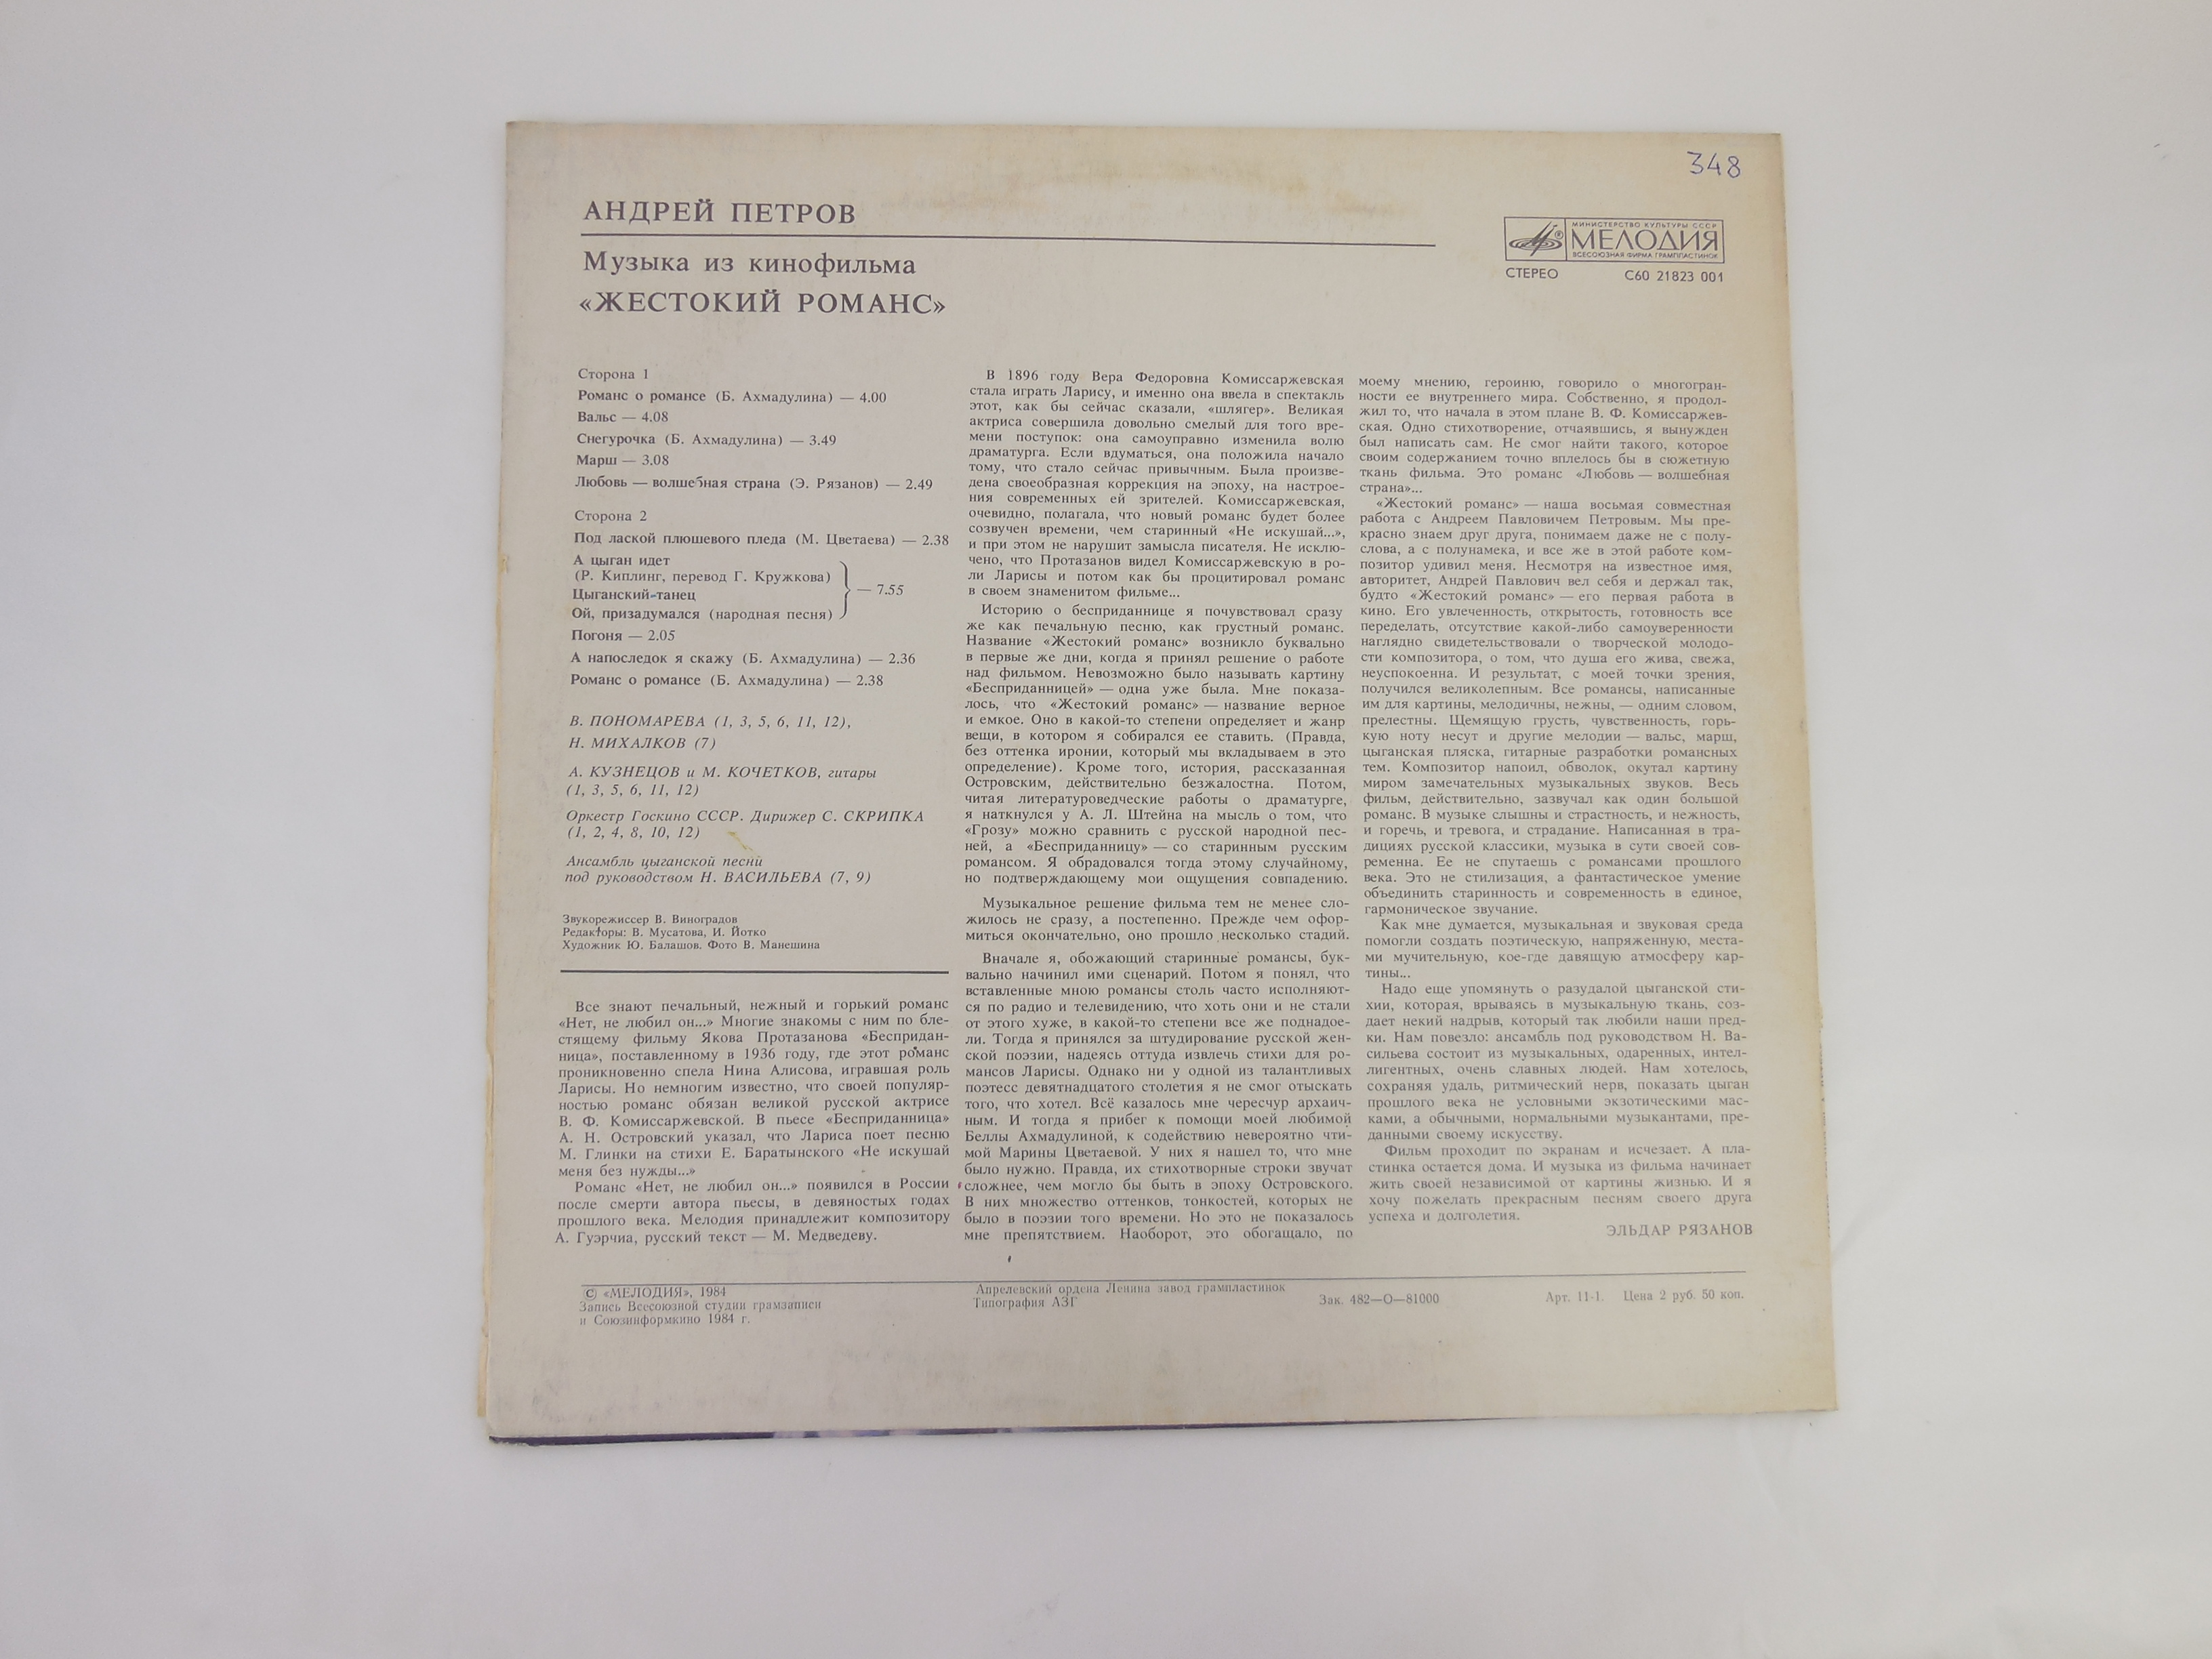 348
АНДРЕЙ ПЕТРОВ
Музыка из кинофильма
«ЖЕСТОКИЙ РОМАНС»
МИНИСТЕРСТВО КУЛЬТУРЫ СССР
МЕЛОДИЯ
ВСЕСОЮЗНАЯ ФИРМА ГРАМПЛАСТИНОК
СТЕРЕО С60 21823 001
Сторона 1
Романс о романсе (Б. Ахмадулина) — 4.00
Вальс — 4.08
Снегурочка (Б. Ахмадулина) — 3.49
Марш — 3.08
Любовь — волшебная страна (Э. Рязанов) — 2.49
Сторона 2
Под лаской плюшевого пледа (М. Цветаева) — 2.38
А цыган идет
(Р. Киплинг, перевод Г. Кружкова)
Цыганский танец
Ой, призадумался (народная песня)
— 7.55
Погоня — 2.05
А напоследок я скажу (Б. Ахмадулина) — 2.36
Романс о романсе (Б. Ахмадулина) — 2.38
В. ПОНОМАРЕВА (1, 3, 5, 6, 11, 12),
Н. МИХАЛКОВ (7)
А. КУЗНЕЦОВ и М. КОЧЕТКОВ, гитары
(1, 3, 5, 6, 11, 12)
Оркестр Госкино СССР. Дирижер С. СКРИПКА
(1, 2, 4, 8, 10, 12)
Ансамбль цыганской песни
под руководством Н. ВАСИЛЬЕВА (7, 9)
Звукорежиссер В. Виноградов
Редакторы: В. Мусатова, И. Йотко
Художник Ю. Балашов. Фото В. Манешина
Все знают печальный, нежный и горький романс
«Нет, не любил он...» Многие знакомы с ним по бле-
стящему фильму Якова Протазанова «Беспридан-
ница», поставленному в 1936 году, где этот романс
проникновенно спела Нина Алисова, игравшая роль
Ларисы. Но немногим известно, что своей популяр-
ностью романс обязан великой русской актрисе
В. Ф. Комиссаржевской. В пьесе «Бесприданница»
А. Н. Островский указал, что Лариса поет песню
М. Глинки на стихи Е. Баратынского «Не искушай
меня без нужды...»
Романс «Нет, не любил он...» появился в России
после смерти автора пьесы, в девяностых годах
прошлого века. Мелодия принадлежит композитору
А. Гуэрчиа, русский текст — М. Медведеву.
В 1896 году Вера Федоровна Комиссаржевская
стала играть Ларису, и именно она ввела в спектакль
этот, как бы сейчас сказали, «шлягер». Великая
актриса совершила довольно смелый для того вре-
мени поступок: она самоуправно изменила волю
драматурга. Если вдуматься, она положила начало
тому, что стало сейчас привычным. Была произве-
дена своеобразная коррекция на эпоху, на настрое-
ния современных ей зрителей. Комиссаржевская,
очевидно, полагала, что новый романс будет более
созвучен времени, чем старинный «Не искушай...»,
и при этом не нарушит замысла писателя. Не исклю-
чено, что Протазанов видел Комиссаржевскую в ро-
ли Ларисы и потом как бы процитировал романс
в своем знаменитом фильме...
Историю о бесприданнице я почувствовал сразу
же как печальную песню, как грустный романс.
Название «Жестокий романс» возникло буквально
в первые же дни, когда я принял решение о работе
над фильмом. Невозможно было называть картину
«Бесприданницей» — одна уже была. Мне показа-
лось, что «Жестокий романс» — название верное
и емкое. Оно в какой-то степени определяет и жанр
вещи, в котором я собирался ее ставить. (Правда,
без оттенка иронии, который мы вкладываем в это
определение). Кроме того, история, рассказанная
Островским, действительно безжалостна. Потом,
читая литературоведческие работы о драматурге,
я наткнулся у А. Л. Штейна на мысль о том, что
«Грозу» можно сравнить с русской народной пес-
ней, а «Бесприданницу» — со старинным русским
романсом. Я обрадовался тогда этому случайному,
но подтверждающему мои ощущения совпадению.
Музыкальное решение фильма тем не менее сло-
жилось не сразу, а постепенно. Прежде чем офор-
миться окончательно, оно прошло несколько стадий.
Вначале я, обожающий старинные романсы, бук-
вально начинил ими сценарий. Потом я понял, что
вставленные мною романсы столь часто исполняют-
ся по радио и телевидению, что хоть они и не стали
от этого хуже, в какой-то степени все же поднадое-
ли. Тогда я принялся за штудирование русской жен-
ской поэзии, надеясь оттуда извлечь стихи для ро-
мансов Ларисы. Однако ни у одной из талантливых
поэтесс девятнадцатого столетия я не смог отыскать
того, что хотел. Всё казалось мне чересчур архаич-
ным. И тогда я прибег к помощи моей любимой
Беллы Ахмадулиной, к содействию невероятно чти-
мой Марины Цветаевой. У них я нашел то, что мне
было нужно. Правда, их стихотворные строки звучат
сложнее, чем могло бы быть в эпоху Островского.
В них множество оттенков, тонкостей, которых не
было в поэзии того времени. Но это не показалось
мне препятствием. Наоборот, это обогащало, по
моему мнению, героиню, говорило о многогран-
ности ее внутреннего мира. Собственно, я продол-
жил то, что начала в этом плане В. Ф. Комиссаржев-
ская. Одно стихотворение, отчаявшись, я вынужден
был написать сам. Не смог найти такого, которое
своим содержанием точно вплелось бы в сюжетную
ткань фильма. Это романс «Любовь — волшебная
страна»...
«Жестокий романс» — наша восьмая совместная
работа с Андреем Павловичем Петровым. Мы пре-
красно знаем друг друга, понимаем даже не с полу-
слова, а с полунамека, и все же в этой работе ком-
позитор удивил меня. Несмотря на известное имя,
авторитет, Андрей Павлович вел себя и держал так,
будто «Жестокий романс» — его первая работа в
кино. Его увлеченность, открытость, готовность все
переделать, отсутствие какой-либо самоуверенности
наглядно свидетельствовали о творческой молодо-
сти композитора, о том, что душа его жива, свежа,
неуспокоенна. И результат, с моей точки зрения,
получился великолепным. Все романсы, написанные
им для картины, мелодичны, нежны, — одним словом,
прелестны. Щемящую грусть, чувственность, горь-
кую ноту несут и другие мелодии — вальс, марш,
цыганская пляска, гитарные разработки романсных
тем. Композитор напоил, обволок, окутал картину
миром замечательных музыкальных звуков. Весь
фильм, действительно, зазвучал как один большой
романс. В музыке слышны и страстность, и нежность,
и горечь, и тревога, и страдание. Написанная в тра-
дициях русской классики, музыка в сути своей сов-
ременна. Ее не спутаешь с романсами прошлого
века. Это не стилизация, а фантастическое умение
объединить старинность и современность в единое,
гармоническое звучание.
Как мне думается, музыкальная и звуковая среда
помогли создать поэтическую, напряженную, места-
ми мучительную, кое-где давящую атмосферу кар-
тины...
Надо еще упомянуть о разудалой цыганской сти-
хии, которая, врываясь в музыкальную ткань, соз-
дает некий надрыв, который так любили наши пред-
ки. Нам повезло: ансамбль под руководством Н. Ва-
сильева состоит из музыкальных, одаренных, интел-
лигентных, очень славных людей. Нам хотелось,
сохраняя удаль, ритмический нерв, показать цыган
прошлого века не условными экзотическими мас-
ками, а обычными, нормальными музыкантами, пре-
данными своему искусству.
Фильм проходит по экранам и исчезает. А пла-
стинка остается дома. И музыка из фильма начинает
жить своей независимой от картины жизнью. И я
хочу пожелать прекрасным песням своего друга
успеха и долголетия.
ЭЛЬДАР РЯЗАНОВ
© «МЕЛОДИЯ», 1984
Запись Всесоюзной студии грамзаписи
и Союзинформкино 1984 г.
Апрелевский ордена Ленина завод грампластинок
Типография АЗГ
Зак. 482—О—81000
Арт. 11-1. Цена 2 руб. 50 коп.